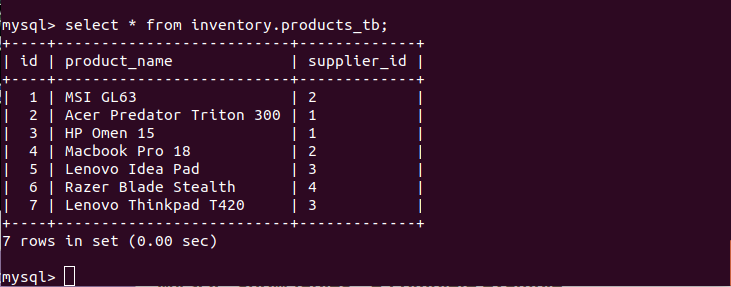 mysql> select * from inventory.products_tb;
+----+--------------------------+-------------+
| id | product_name             | supplier_id |
+----+--------------------------+-------------+
|  1 | MSI GL63                 | 2           |
|  2 | Acer Predator Triton 300 | 1           |
|  3 | HP Omen 15               | 1           |
|  4 | Macbook Pro 18           | 2           |
|  5 | Lenovo Idea Pad          | 3           |
|  6 | Razer Blade Stealth      | 4           |
|  7 | Lenovo Thinkpad T420     | 3           |
+----+--------------------------+-------------+
7 rows in set (0.00 sec)
mysql>